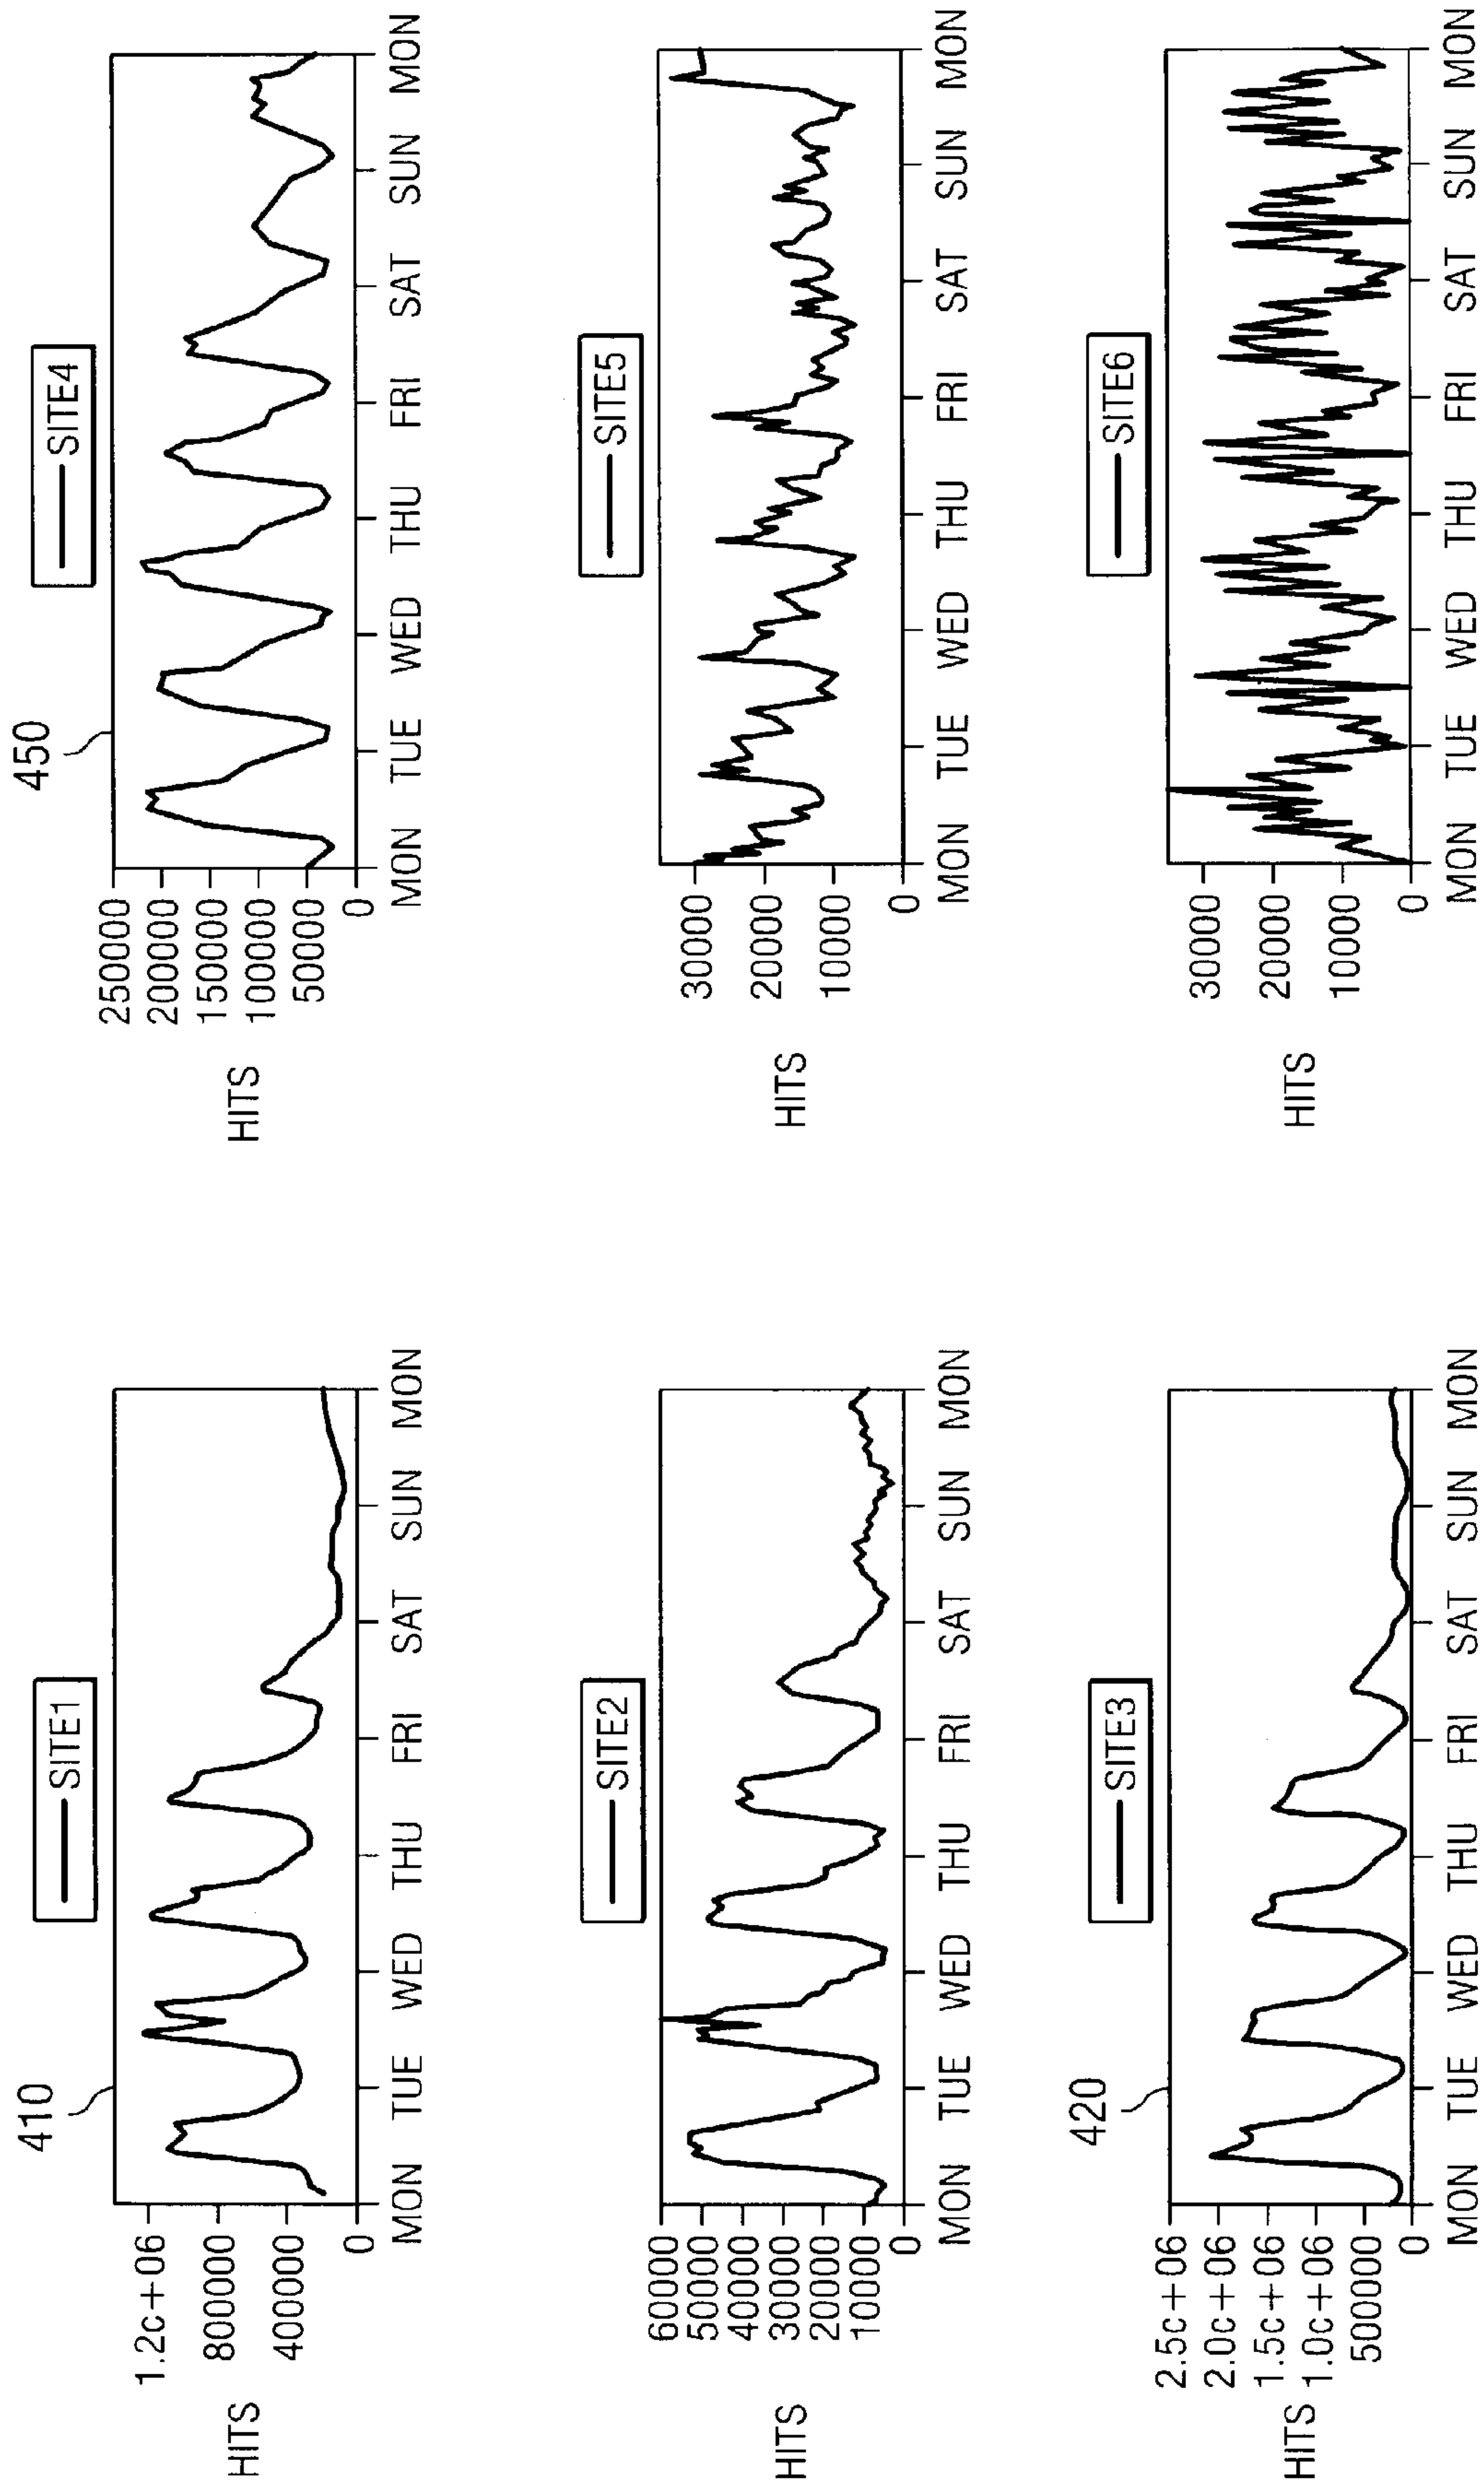 410
SITE1
HITS
1.2c+06
800000
400000
0
MON TUE WED THU FRI SAT SUN MON
SITE2
HITS
60000
50000
40000
30000
20000
10000
0
MON TUE WED THU FRI SAT SUN MON
420
SITE3
HITS
2.5c+06
2.0c+06
1.5c+06
1.0c+06
500000
0
MON TUE WED THU FRI SAT SUN MON
450
SITE4
HITS
250000
200000
150000
100000
50000
0
MON TUE WED THU FRI SAT SUN MON
SITE5
HITS
30000
20000
10000
0
MON TUE WED THU FRI SAT SUN MON
SITE6
HITS
30000
20000
10000
0
MON TUE WED THU FRI SAT SUN MON